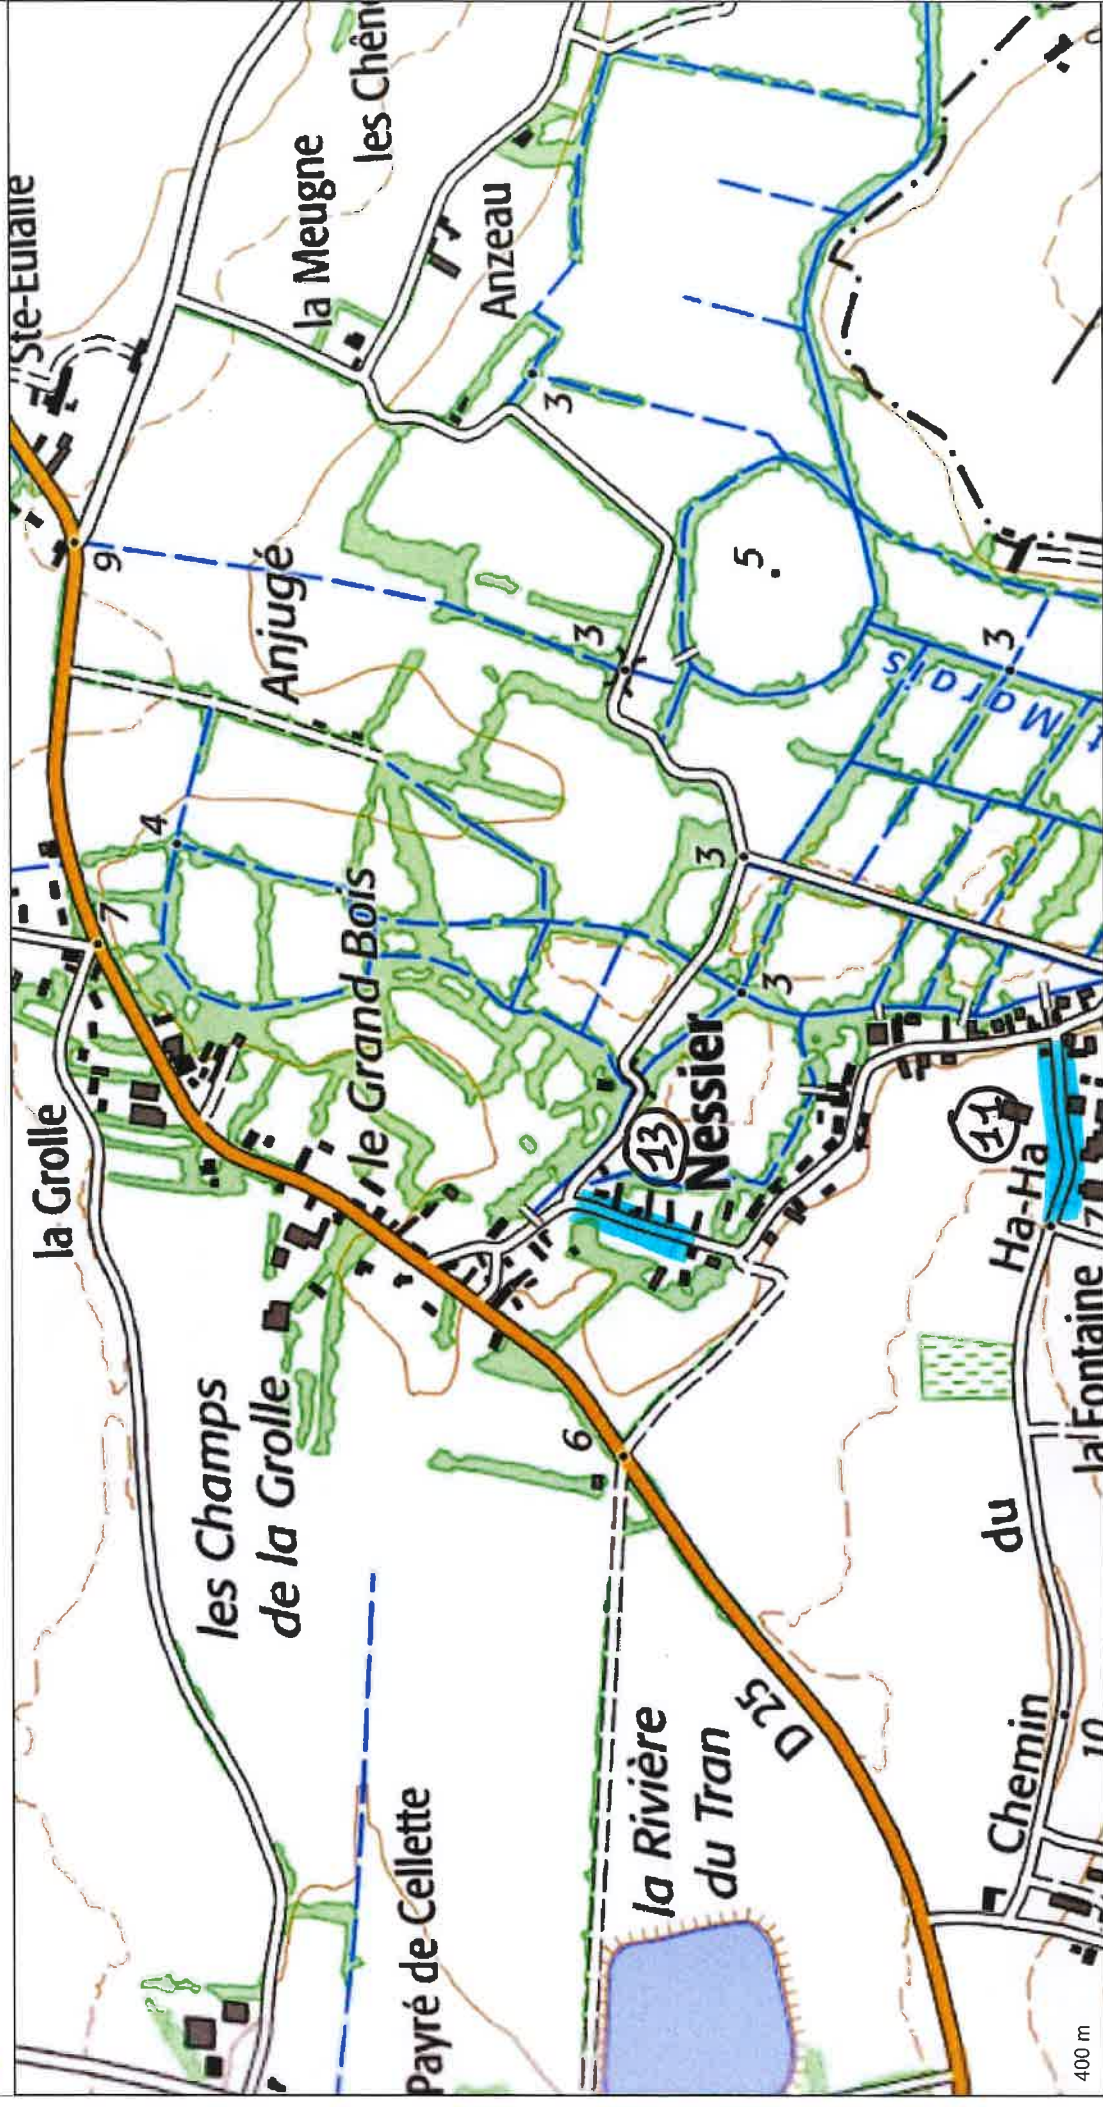 Ste-Eulalie
la Grolle
9
7
4
les Champs
de la Grolle
Anjugé
la Meugne
le Grand Bois
les Chên
Payré de Cellette
Anzeau
3
6
3
la Rivière
du Tran
13
Nessier
3
5
D 25
3
Marais
11
3
Chemin du Ha-Ha
la Fontaine
7
10
t
400 m